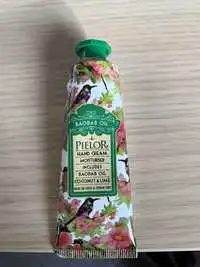 BAOBAB OIL
PIELOR
HAND CREAM
MOISTURISER
INCLUDES
BAOBAB OIL
COCONUT & LIME